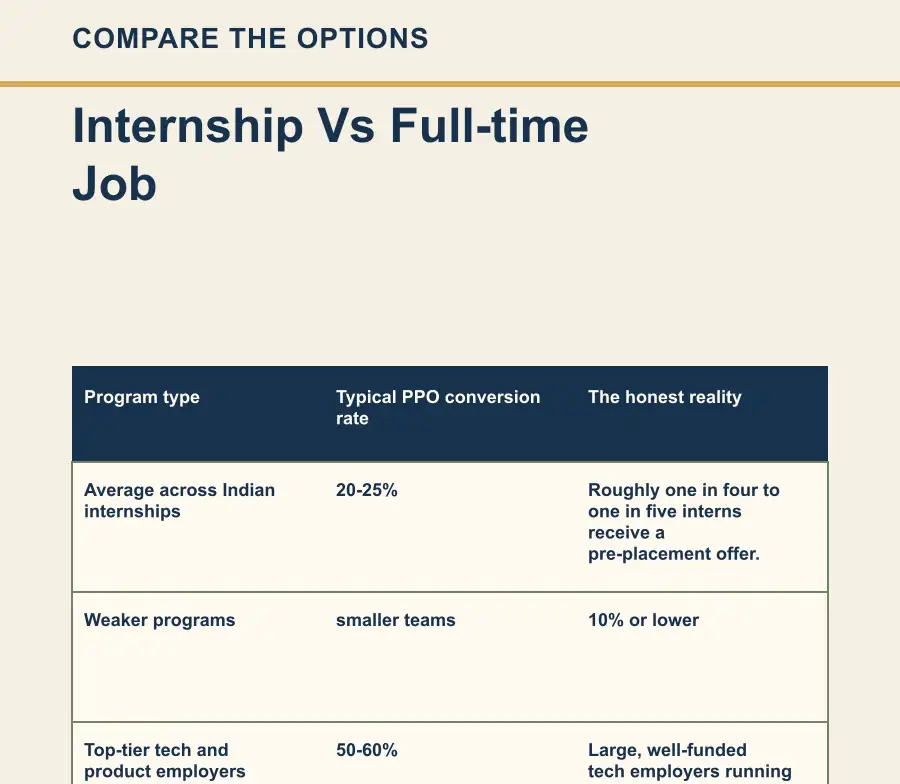 COMPARE THE OPTIONS
Internship Vs Full-time
Job
Program type
Typical PPO conversion
rate
The honest reality
Average across Indian
internships
20-25%
Roughly one in four to
one in five interns
receive a
pre-placement offer.
Weaker programs
smaller teams
10% or lower
Top-tier tech and
product employers
50-60%
Large, well-funded
tech employers running